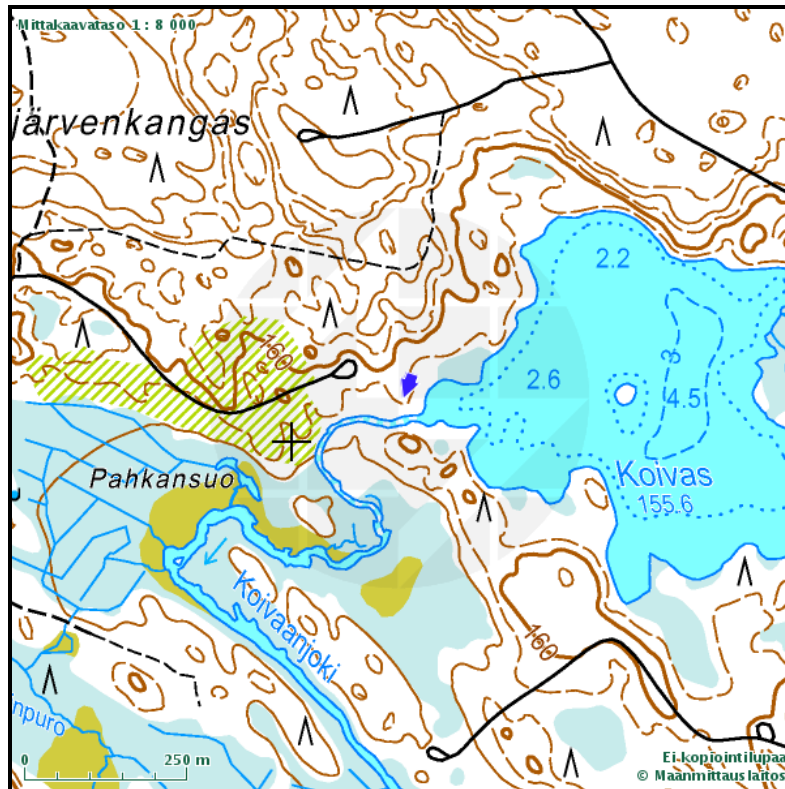 Mittakaavataso 1 : 8 000
järvenkangas
2.2
160
3
2.6
4.5
Koivas
155.6
Pahkansuo
Koivaanjoki
160
npuro
0 250 m
Ei kopiointilupaa
© Maanmittauslaitos